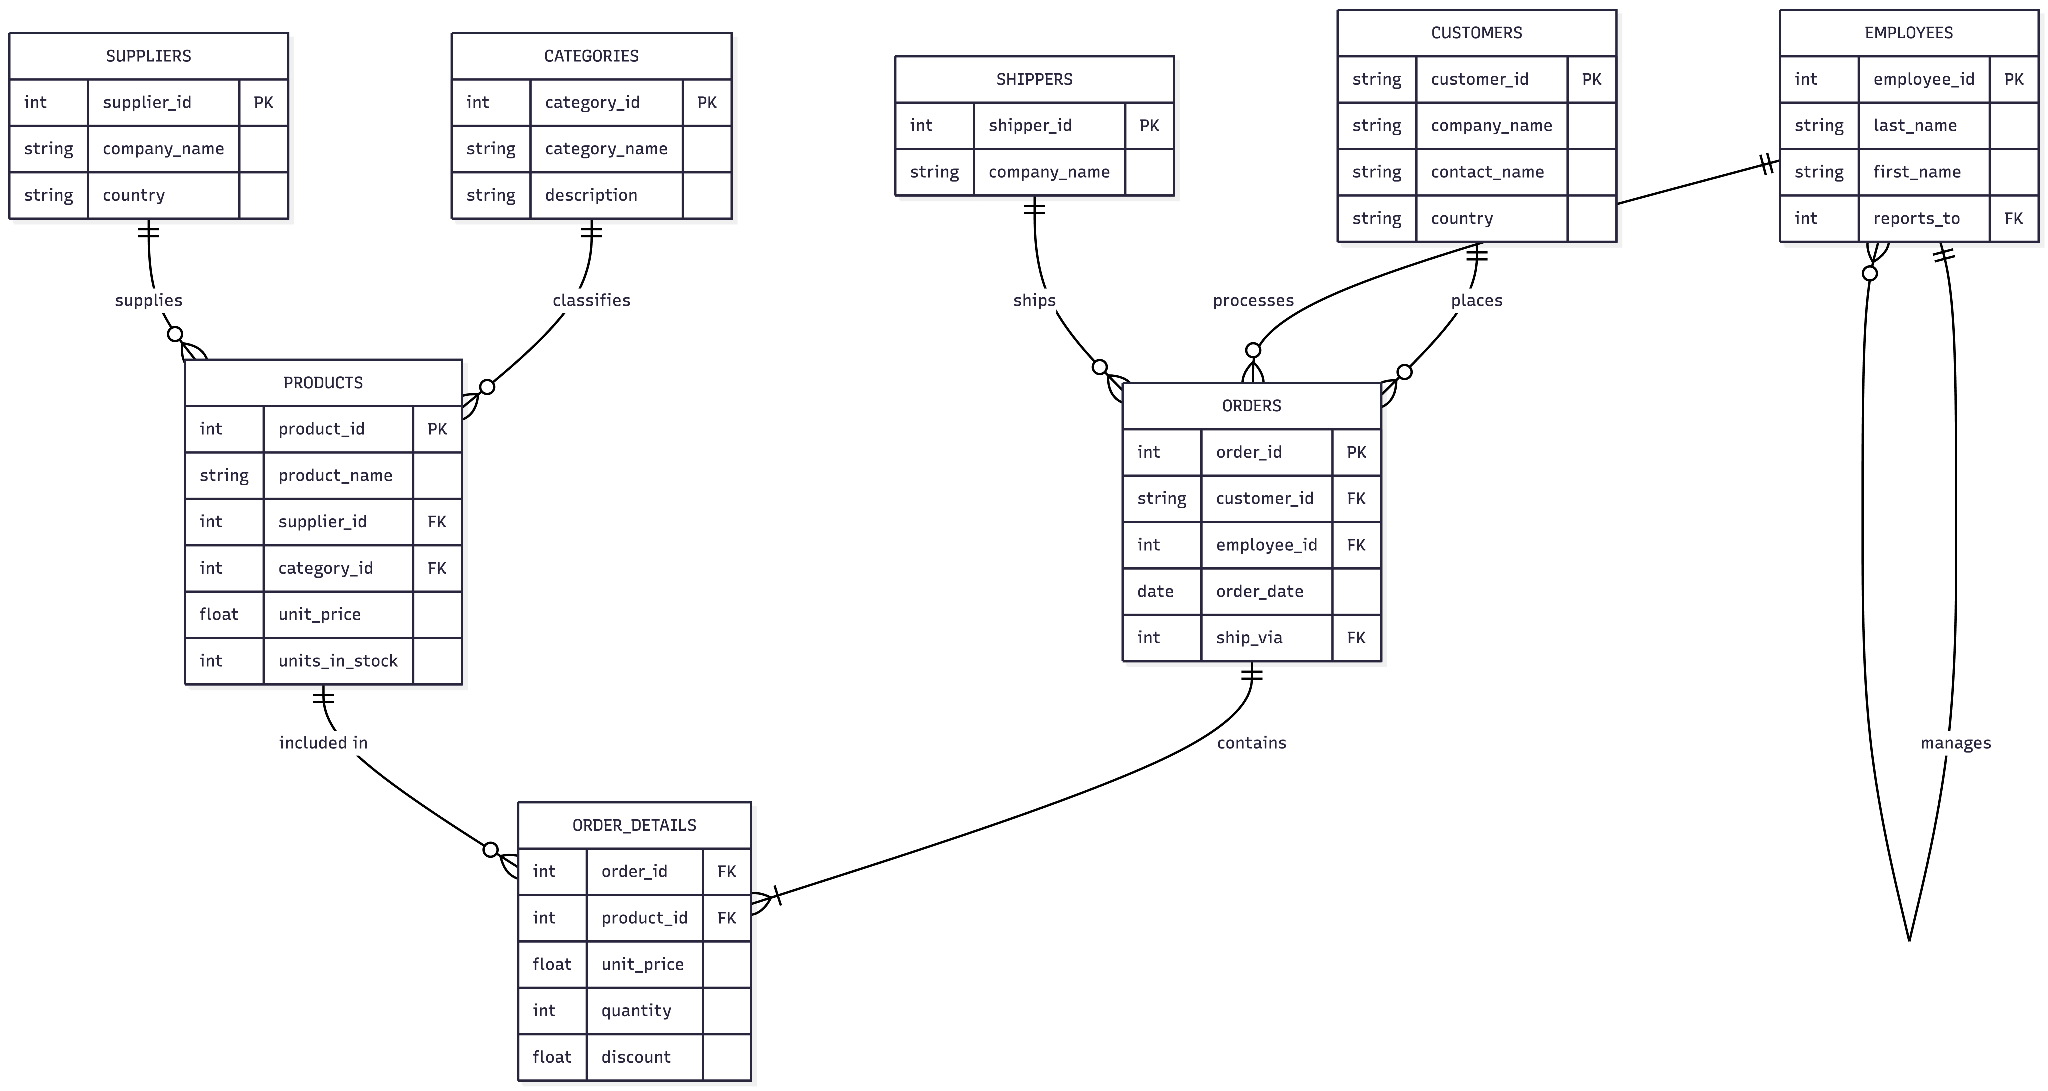 SUPPLIERS
int supplier_id PK
string company_name
string country
CATEGORIES
int category_id PK
string category_name
string description
SHIPPERS
int shipper_id PK
string company_name
CUSTOMERS
string customer_id PK
string company_name
string contact_name
string country
EMPLOYEES
int employee_id PK
string last_name
string first_name
int reports_to FK
supplies
classifies
ships
processes
places
PRODUCTS
int product_id PK
string product_name
int supplier_id FK
int category_id FK
float unit_price
int units_in_stock
ORDERS
int order_id PK
string customer_id FK
int employee_id FK
date order_date
int ship_via FK
included in
contains
manages
ORDER_DETAILS
int order_id FK
int product_id FK
float unit_price
int quantity
float discount